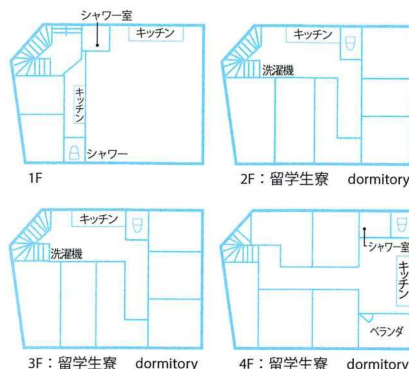 シャワー室
キッチン
キッチン
シャワー
1F
キッチン
洗濯機
2F：留学生寮 dormitory
キッチン
洗濯機
3F：留学生寮 dormitory
シャワー室
キッチン
ベランダ
4F：留学生寮 dormitory